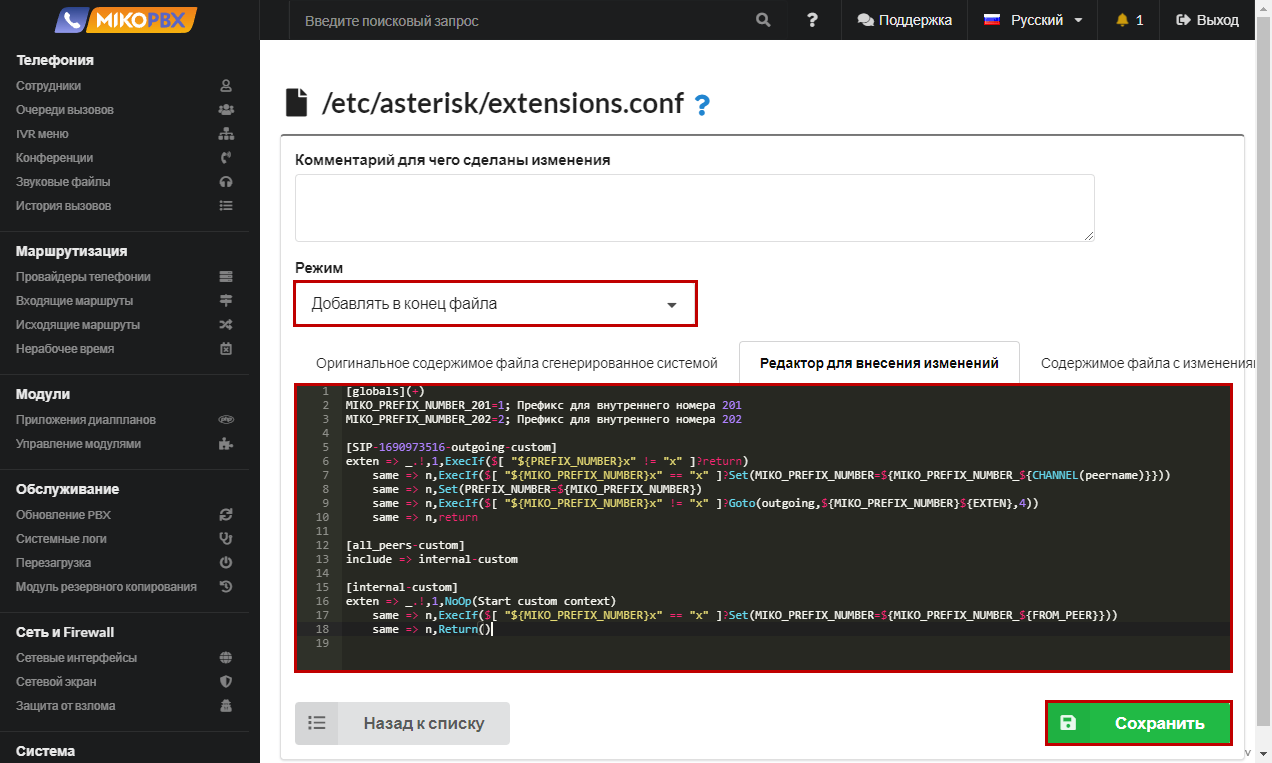 MIKOPBX
Введите поисковый запрос
?
Поддержка
Русский
1
Выход
Телефония
Сотрудники
Очереди вызовов
IVR меню
Конференции
Звуковые файлы
История вызовов
Маршрутизация
Провайдеры телефонии
Входящие маршруты
Исходящие маршруты
Нерабочее время
Модули
Приложения диалпланов
Управление модулями
Обслуживание
Обновление PBX
Системные логи
Перезагрузка
Модуль резервного копирования
Сеть и Firewall
Сетевые интерфейсы
Сетевой экран
Защита от взлома
Система
/etc/asterisk/extensions.conf ?
Комментарий для чего сделаны изменения
Режим
Добавлять в конец файла
Оригинальное содержимое файла сгенерированное системой
Редактор для внесения изменений
Содержимое файла с изменения
1 [globals](+)
2 MIKO_PREFIX_NUMBER_201=1; Префикс для внутреннего номера 201
3 MIKO_PREFIX_NUMBER_202=2; Префикс для внутреннего номера 202
4
5 [SIP-1690973516-outgoing-custom]
6 exten => _.!,1,ExecIf($[ "${PREFIX_NUMBER}x" != "x" ]?return)
7 same => n,ExecIf($[ "${MIKO_PREFIX_NUMBER}x" == "x" ]?Set(MIKO_PREFIX_NUMBER=${MIKO_PREFIX_NUMBER_${CHANNEL(peername)}}))
8 same => n,Set(PREFIX_NUMBER=${MIKO_PREFIX_NUMBER})
9 same => n,ExecIf($[ "${MIKO_PREFIX_NUMBER}x" != "x" ]?Goto(outgoing,${MIKO_PREFIX_NUMBER}${EXTEN},4))
10 same => n,return
11
12 [all_peers-custom]
13 include => internal-custom
14
15 [internal-custom]
16 exten => _.!,1,NoOp(Start custom context)
17 same => n,ExecIf($[ "${MIKO_PREFIX_NUMBER}x" == "x" ]?Set(MIKO_PREFIX_NUMBER=${MIKO_PREFIX_NUMBER_${FROM_PEER}}))
18 same => n,Return()
19
Назад к списку
Сохранить